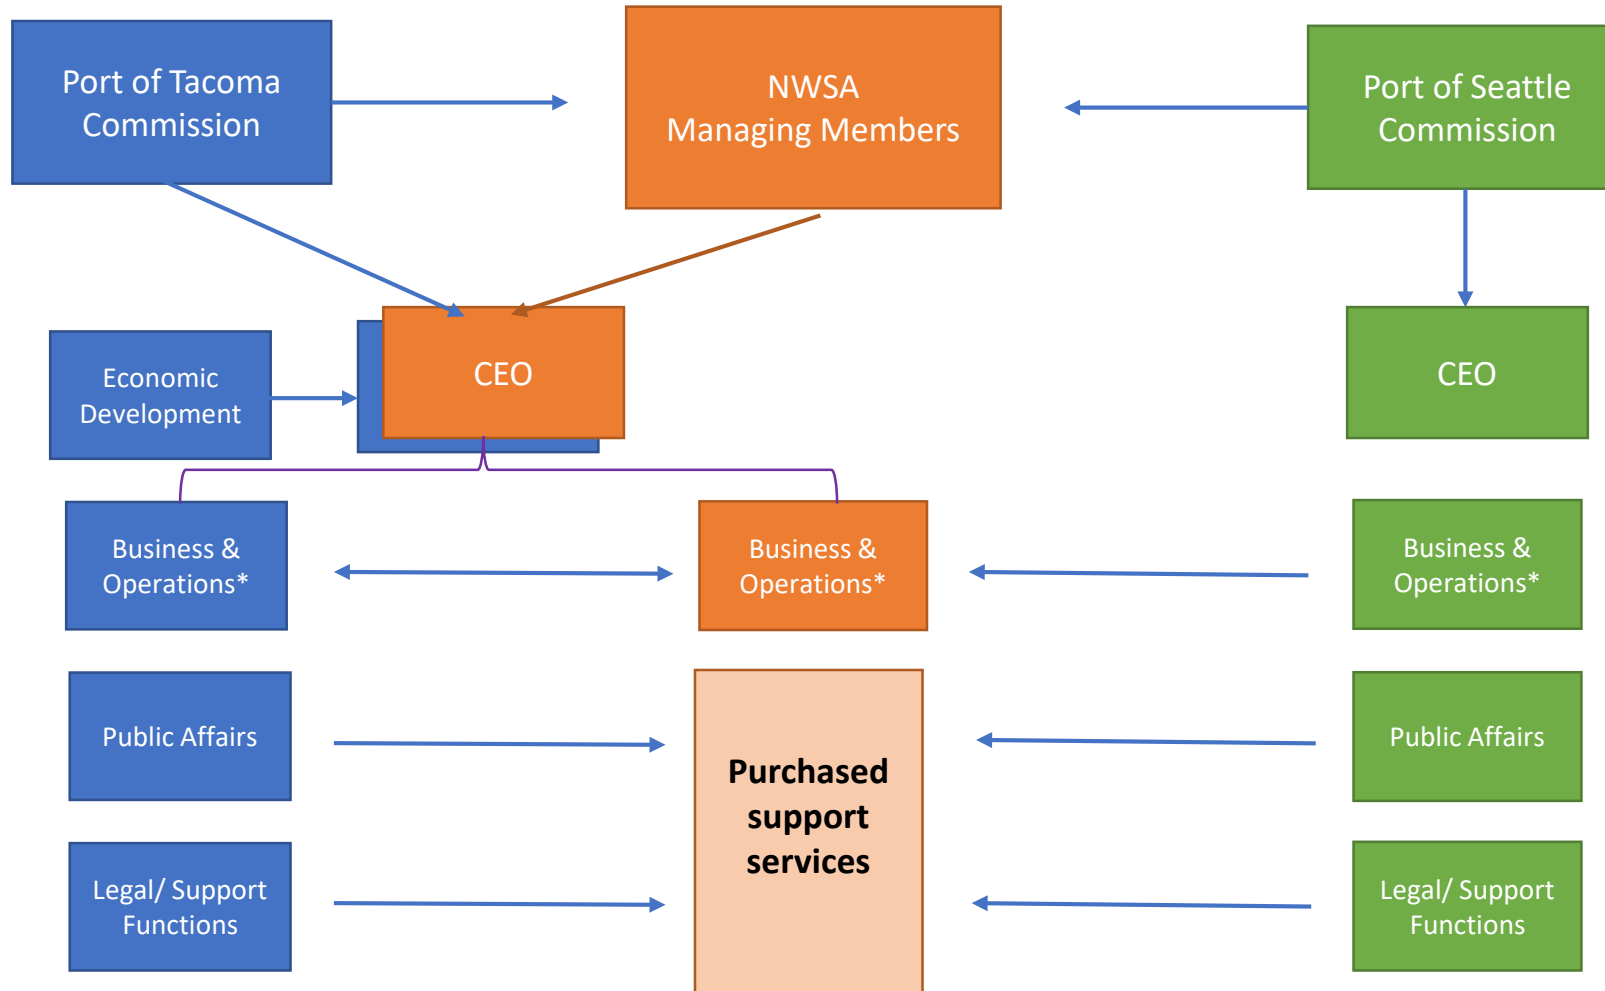 Port of Tacoma
Commission
NWSA
Managing Members
Port of Seattle
Commission
Economic
Development
CEO
CEO
Business &
Operations*
Business &
Operations*
Business &
Operations*
Public Affairs
Purchased
support
services
Public Affairs
Legal/ Support
Functions
Legal/ Support
Functions